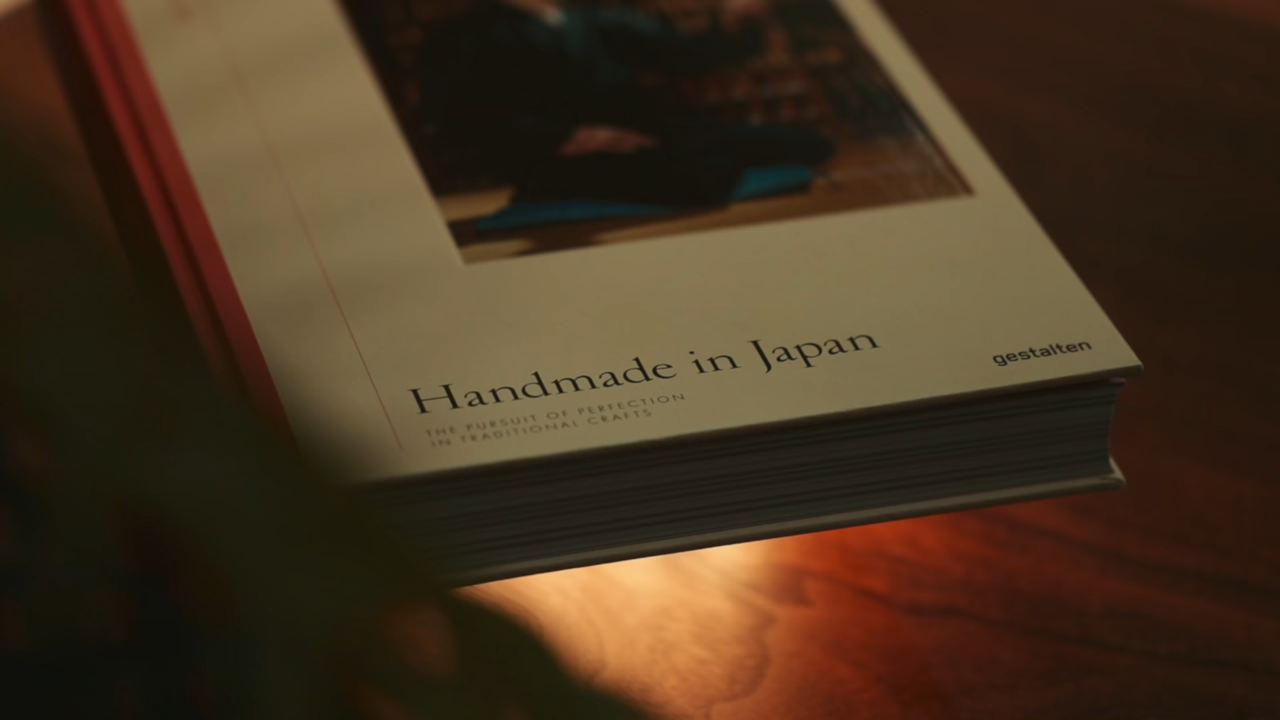 Handmade in Japan
THE PURSUIT OF PERFECTION
IN TRADITIONAL CRAFTS
gestalten